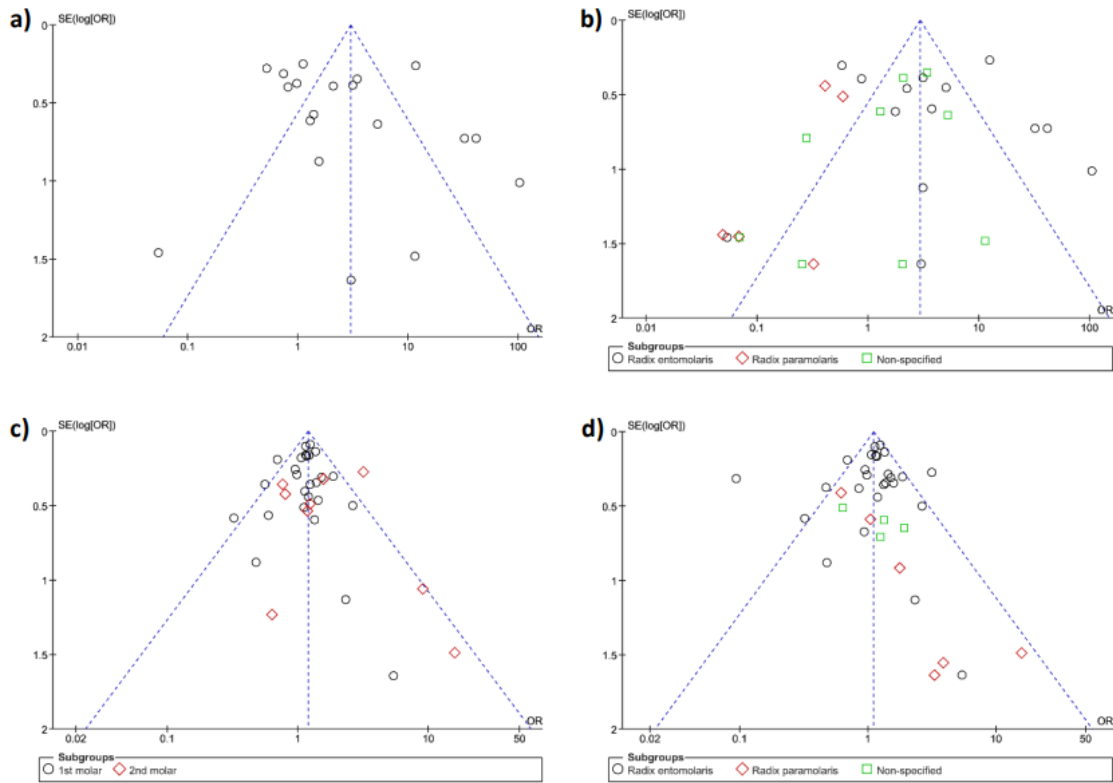 a)
SE(log[OR])
0
0.5
1
1.5
2
0.01
0.1
1
10
100
OR
b)
SE(log[OR])
0
0.5
1
1.5
2
0.01
0.1
1
10
100
OR
Subgroups
Radix entomolaris Radix paramolaris Non-specified
c)
SE(log[OR])
0
0.5
1
1.5
2
0.02
0.1
1
10
50
OR
Subgroups
1st molar 2nd molar
d)
SE(log[OR])
0
0.5
1
1.5
2
0.02
0.1
1
10
50
OR
Subgroups
Radix entomolaris Radix paramolaris Non-specified